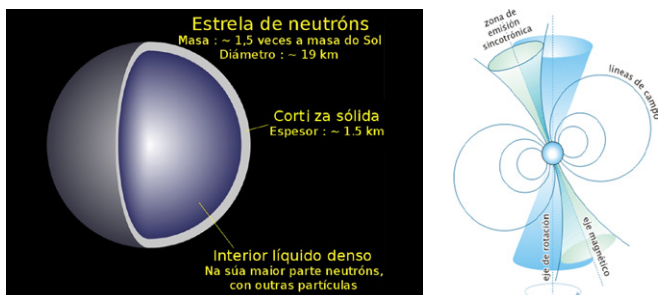 Estrela de neutróns
Masa : ~ 1,5 veces a masa do Sol
Diámetro : ~ 19 km
Corti za sólida
Espesor : ~ 1.5 km
Interior líquido denso
Na súa maior parte neutróns,
con outras partículas
zona de
emisión
sincotrónica
líneas de campo
eje de rotación
eje magnético